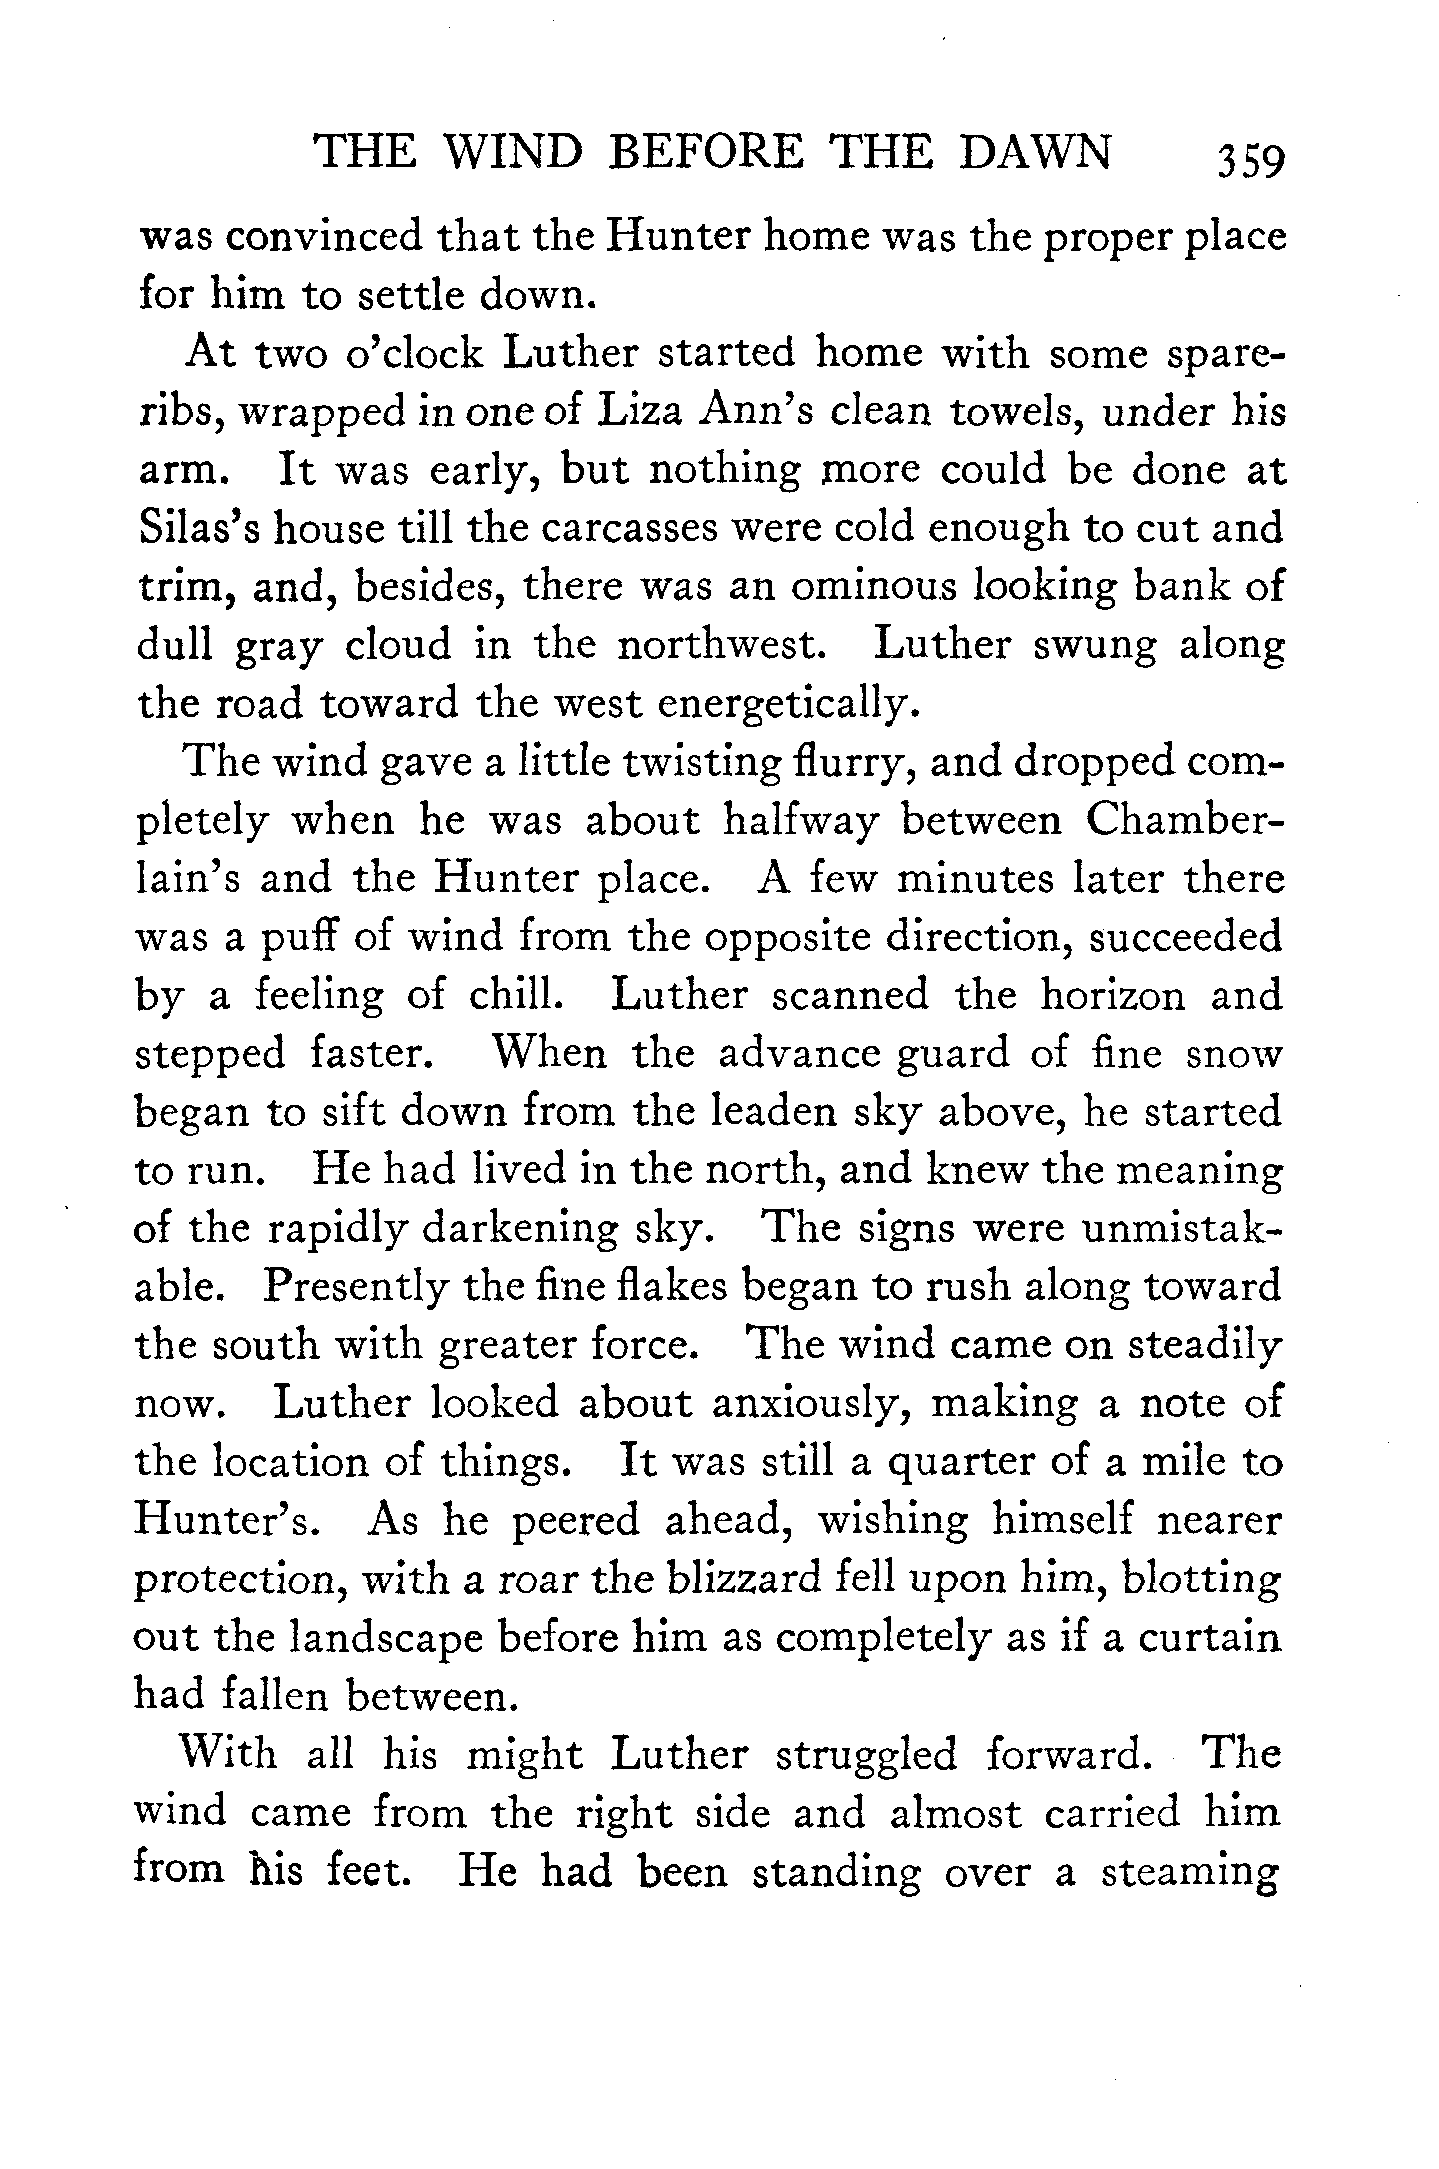 THE WIND BEFORE THE DAWN 359
was convinced that the Hunter home was the proper place
for him to settle down.
At two o’clock Luther started home with some spare-
ribs, wrapped in one of Liza Ann’s clean towels, under his
arm. It was early, but nothing more could be done at
Silas’s house till the carcasses were cold enough to cut and
trim, and, besides, there was an ominous looking bank of
dull gray cloud in the northwest. Luther swung along
the road toward the west energetically.
The wind gave a little twisting flurry, and dropped com-
pletely when he was about halfway between Chamber-
lain’s and the Hunter place. A few minutes later there
was a puff of wind from the opposite direction, succeeded
by a feeling of chill. Luther scanned the horizon and
stepped faster. When the advance guard of fine snow
began to sift down from the leaden sky above, he started
to run. He had lived in the north, and knew the meaning
of the rapidly darkening sky. The signs were unmistak-
able. Presently the fine flakes began to rush along toward
the south with greater force. The wind came on steadily
now. Luther looked about anxiously, making a note of
the location of things. It was still a quarter of a mile to
Hunter’s. As he peered ahead, wishing himself nearer
protection, with a roar the blizzard fell upon him, blotting
out the landscape before him as completely as if a curtain
had fallen between.
With all his might Luther struggled forward. The
wind came from the right side and almost carried him
from his feet. He had been standing over a steaming